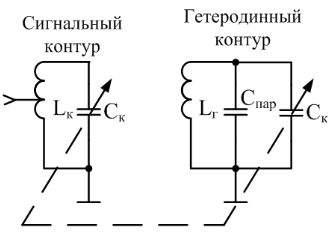 Сигнальный
контур
Гетеродинный
контур
Lк
Cк
Lг
Cпар
Cк